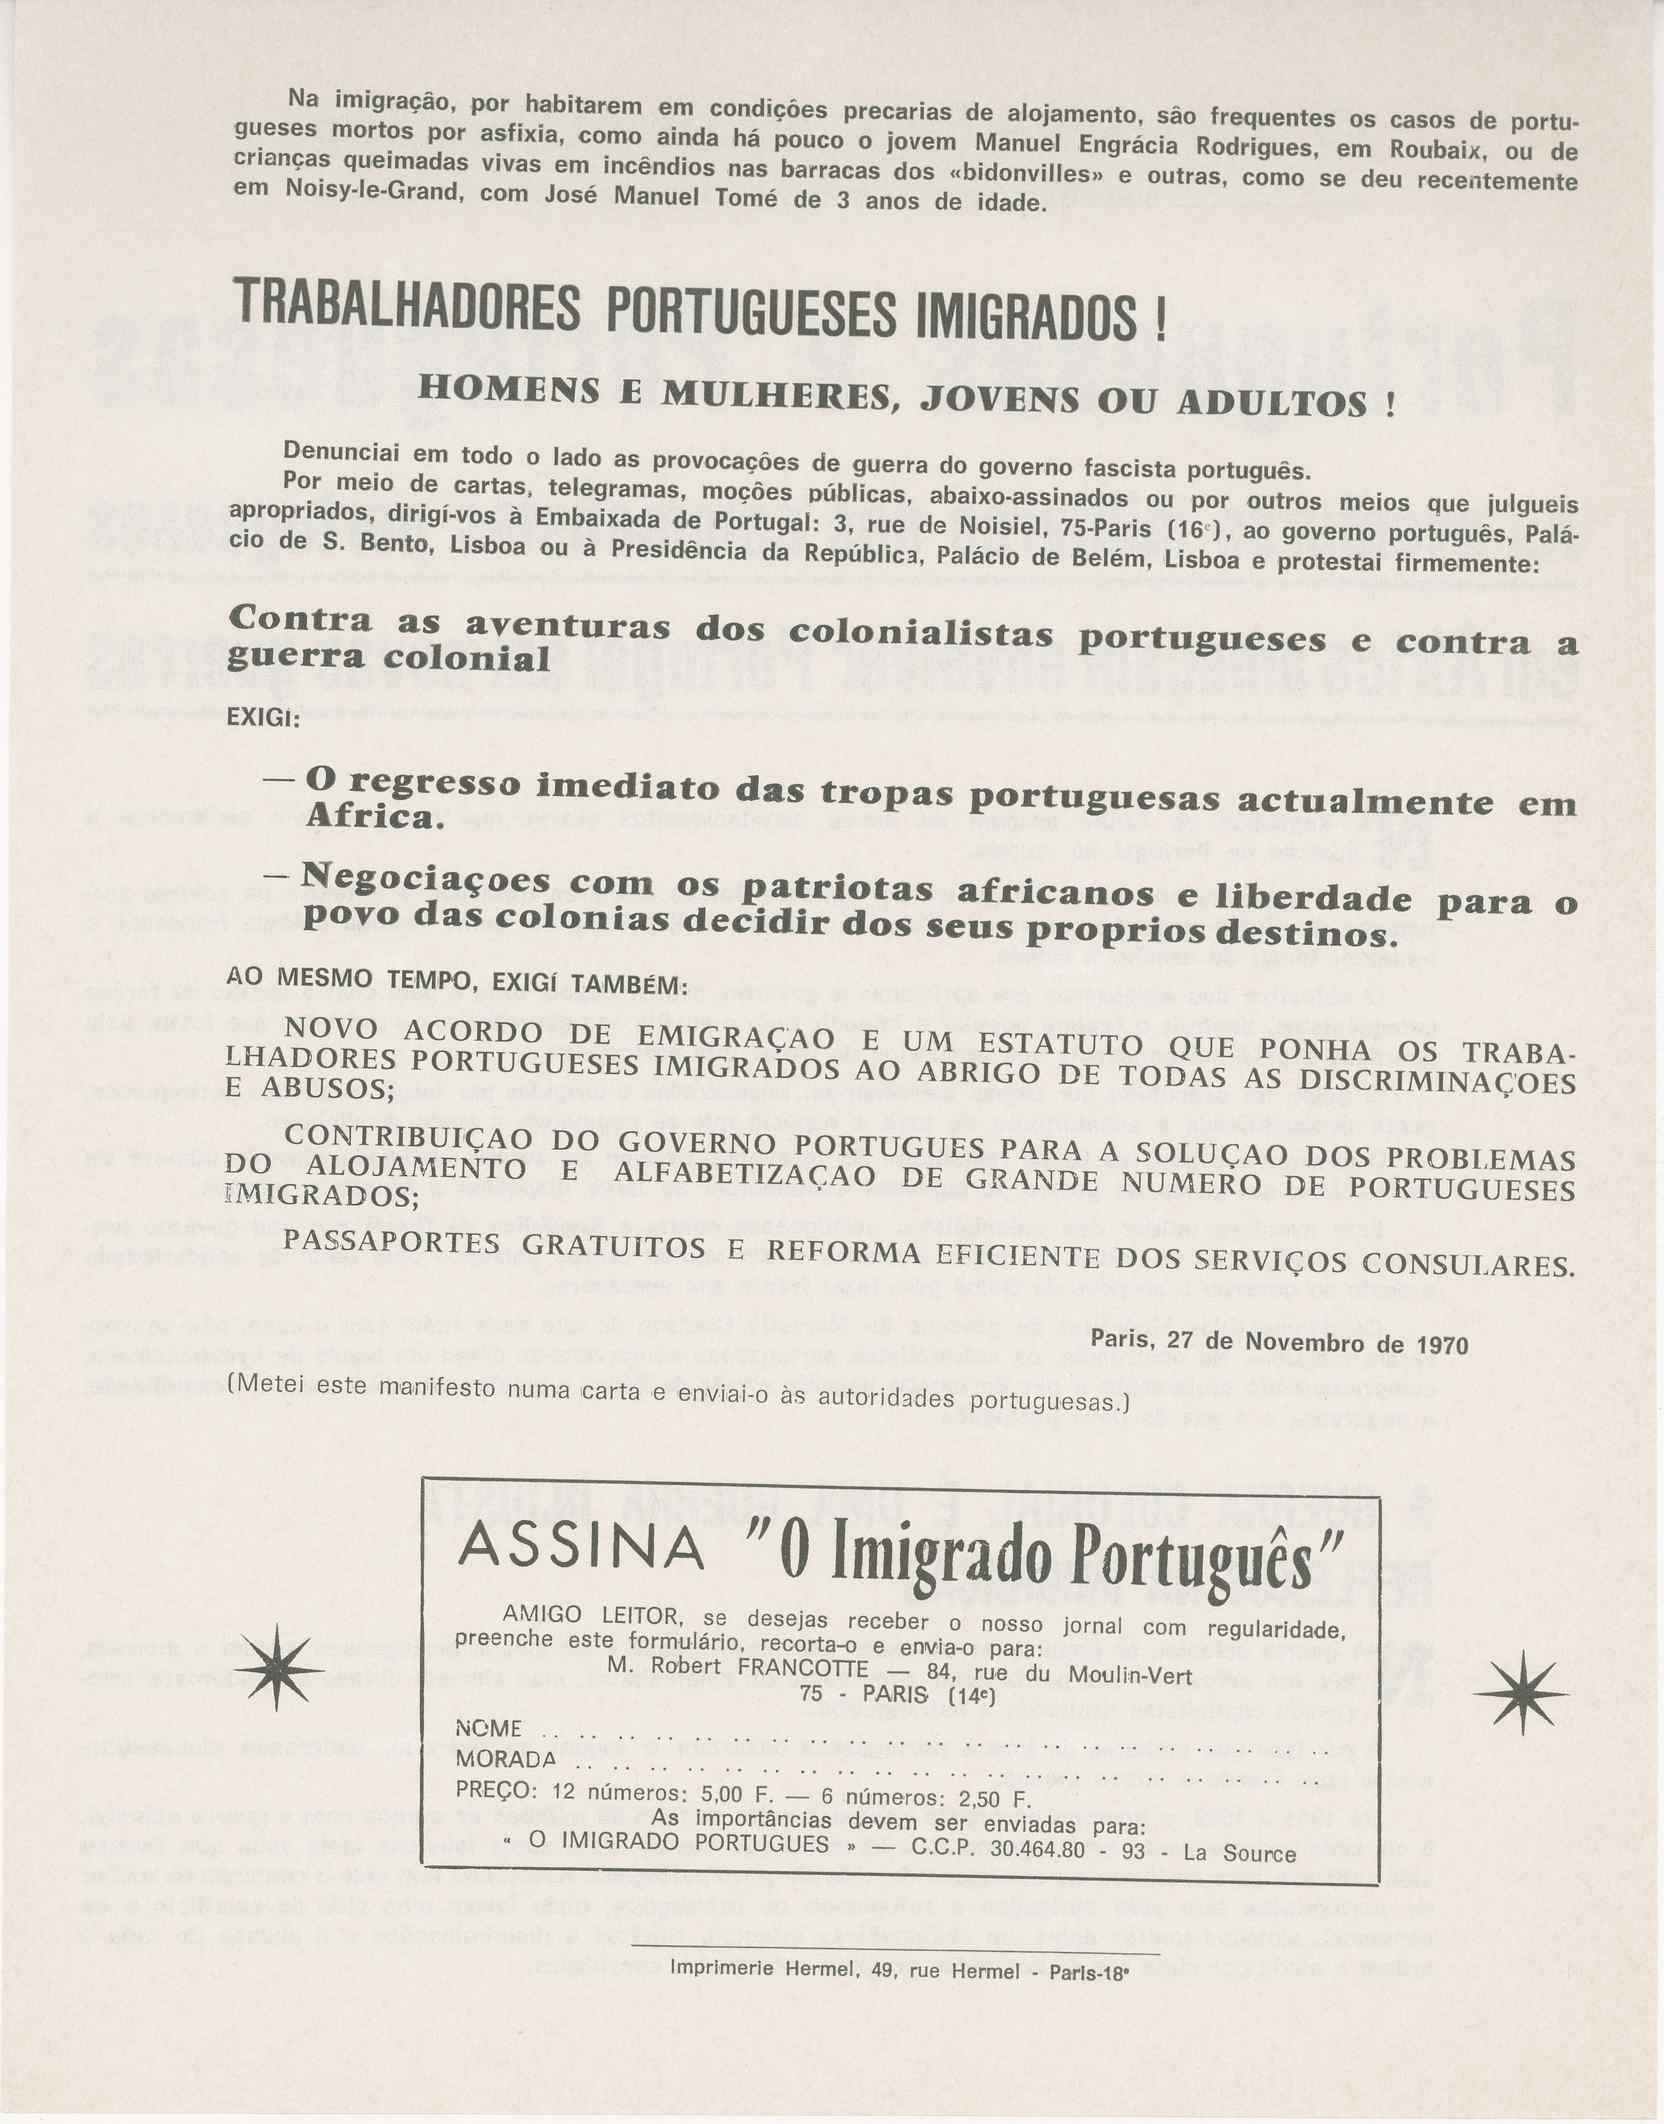 Na imigração, por habitarem em condições precarias de alojamento, são frequentes os casos de portu-
gueses mortos por asfixia, como ainda há pouco o jovem Manuel Engrácia Rodrigues, em Roubaix, ou de
crianças queimadas vivas em incêndios nas barracas dos «bidonvilles» e outras, como se deu recentemente
em Noisy-le-Grand, com José Manuel Tomé de 3 anos de idade.
TRABALHADORES PORTUGUESES IMIGRADOS !
HOMENS E MULHERES, JOVENS OU ADULTOS !
Denunciai em todo o lado as provocações de guerra do governo fascista português.
Por meio de cartas, telegramas, moções públicas, abaixo-assinados ou por outros meios que julgueis
apropriados, dirigí-vos à Embaixada de Portugal: 3, rue de Noisiel, 75-Paris (16e), ao governo português, Palá-
cio de S. Bento, Lisboa ou à Presidência da República, Palácio de Belém, Lisboa e protestai firmemente:
Contra as aventuras dos colonialistas portugueses e contra a
guerra colonial
EXIGI:
— O regresso imediato das tropas portuguesas actualmente em
Africa.
— Negociaçoes com os patriotas africanos e liberdade para o
povo das colonias decidir dos seus proprios destinos.
AO MESMO TEMPO, EXIGÍ TAMBÉM:
NOVO ACORDO DE EMIGRAÇAO E UM ESTATUTO QUE PONHA OS TRABA-
LHADORES PORTUGUESES IMIGRADOS AO ABRIGO DE TODAS AS DISCRIMINAÇOES
E ABUSOS;
CONTRIBUIÇAO DO GOVERNO PORTUGUES PARA A SOLUÇAO DOS PROBLEMAS
DO ALOJAMENTO E ALFABETIZAÇAO DE GRANDE NUMERO DE PORTUGUESES
IMIGRADOS;
PASSAPORTES GRATUITOS E REFORMA EFICIENTE DOS SERVIÇOS CONSULARES.
Paris, 27 de Novembro de 1970
(Metei este manifesto numa carta e enviai-o às autoridades portuguesas.)
ASSINA "O Imigrado Português"
AMIGO LEITOR, se desejas receber o nosso jornal com regularidade,
preenche este formulário, recorta-o e envia-o para:
M. Robert FRANCOTTE — 84, rue du Moulin-Vert
75 - PARIS (14e)
NOME .. .. .. .. .. .. .. .. .. .. .. .. .. .. .. .. .. .. .. .. ..
MORADA .. .. .. .. .. .. .. .. .. .. .. .. .. .. .. .. .. .. .. ..
PREÇO: 12 números: 5,00 F. — 6 números: 2,50 F.
As importâncias devem ser enviadas para:
« O IMIGRADO PORTUGUES » — C.C.P. 30.464.80 - 93 - La Source
Imprimerie Hermel, 49, rue Hermel - Paris-18e